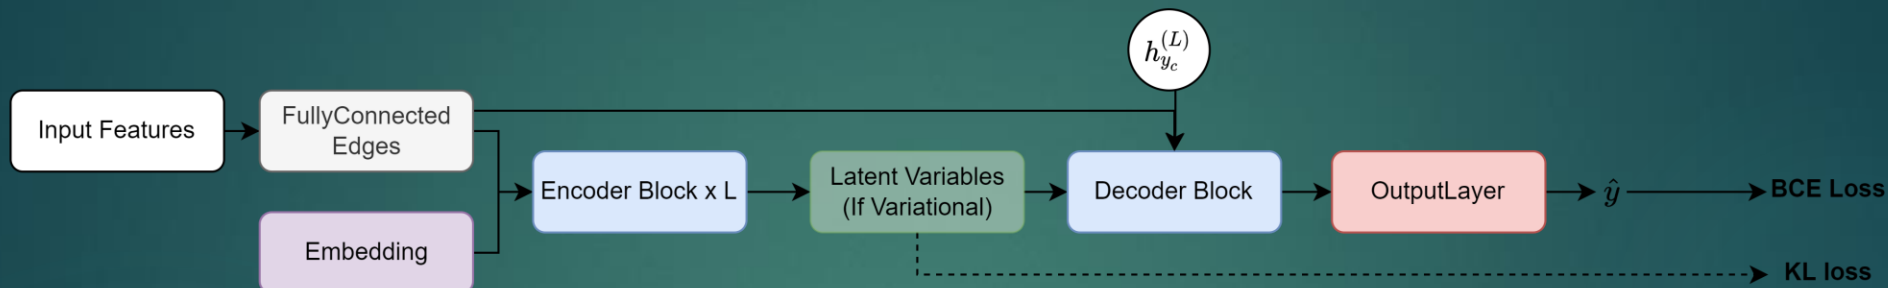 $h_{y_c}^{(L)}$
Input Features
FullyConnected
Edges
Encoder Block x L
Latent Variables
(If Variational)
Decoder Block
OutputLayer
$\hat{y}$
BCE Loss
Embedding
KL loss